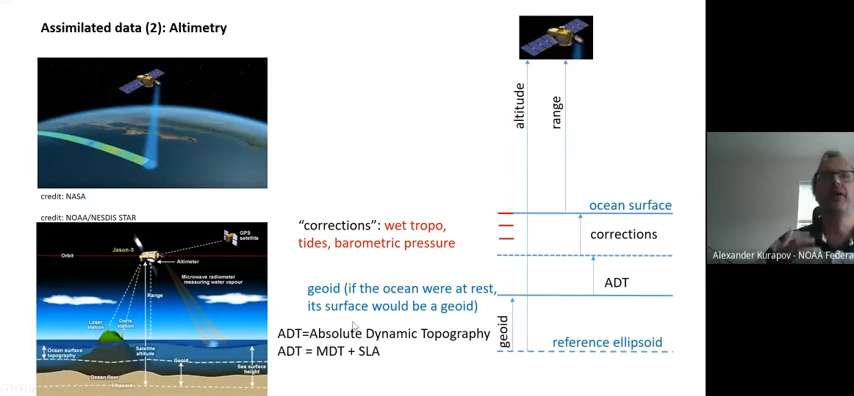 Assimilated data (2): Altimetry
credit: NASA
credit: NOAA/NESDIS STAR
Jason-3
GPS
satellite
Orbit
Altimeter
Microwave radiometer
measuring water vapour
Range
Laser
station
station
Ocean surface
topography
Satellite
altitude
Geoid
Sea surface
height
Ocean floor
Ellipsoid
"corrections": wet tropo,
tides, barometric pressure
geoid (if the ocean were at rest,
its surface would be a geoid)
ADT=Absolute Dynamic Topography
ADT = MDT + SLA
altitude
range
ocean surface
corrections
ADT
geoid
reference ellipsoid
Alexander Kurapov - NOAA Federa